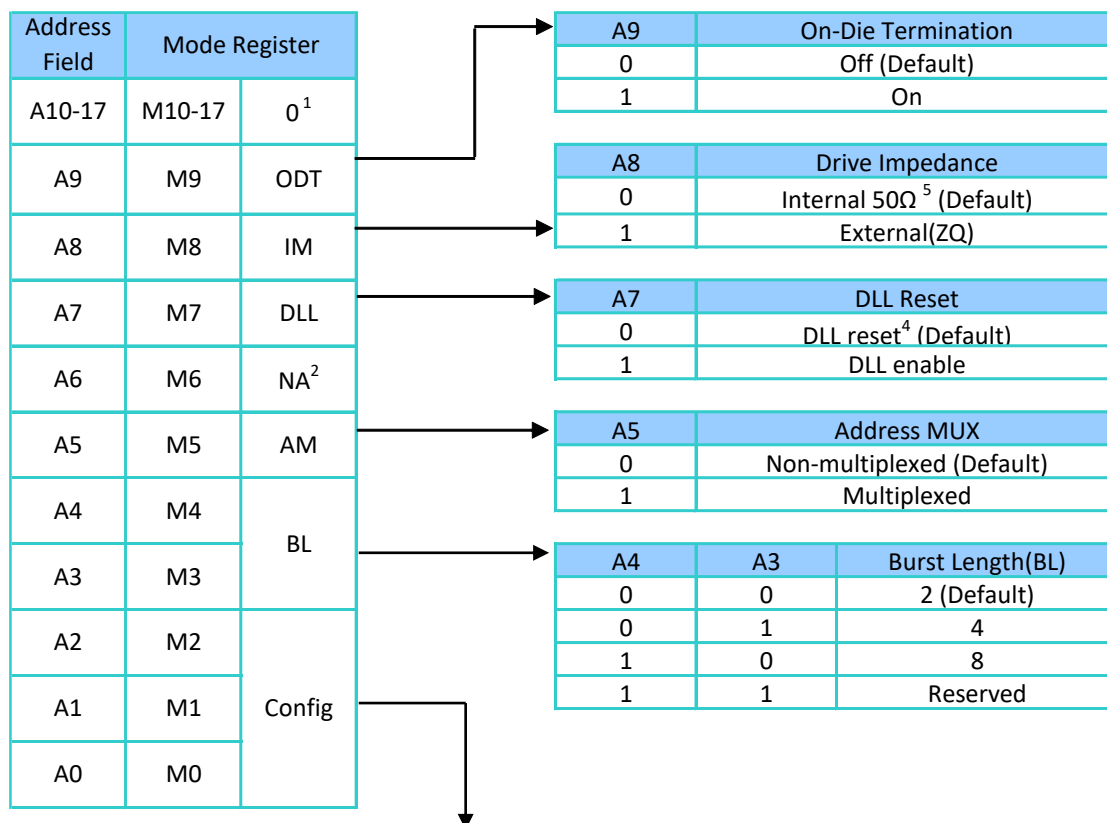 Address Field Mode Register
A10-17 M10-17 0 1
A9 M9 ODT
A8 M8 IM
A7 M7 DLL
A6 M6 NA2
A5 M5 AM
A4 M4 BL
A3 M3
A2 M2 Config
A1 M1
A0 M0
A9 On-Die Termination
0 Off (Default)
1 On
A8 Drive Impedance
0 Internal 50Ω 5 (Default)
1 External(ZQ)
A7 DLL Reset
0 DLL reset4 (Default)
1 DLL enable
A5 Address MUX
0 Non-multiplexed (Default)
1 Multiplexed
A4 A3 Burst Length(BL)
0 0 2 (Default)
0 1 4
1 0 8
1 1 Reserved